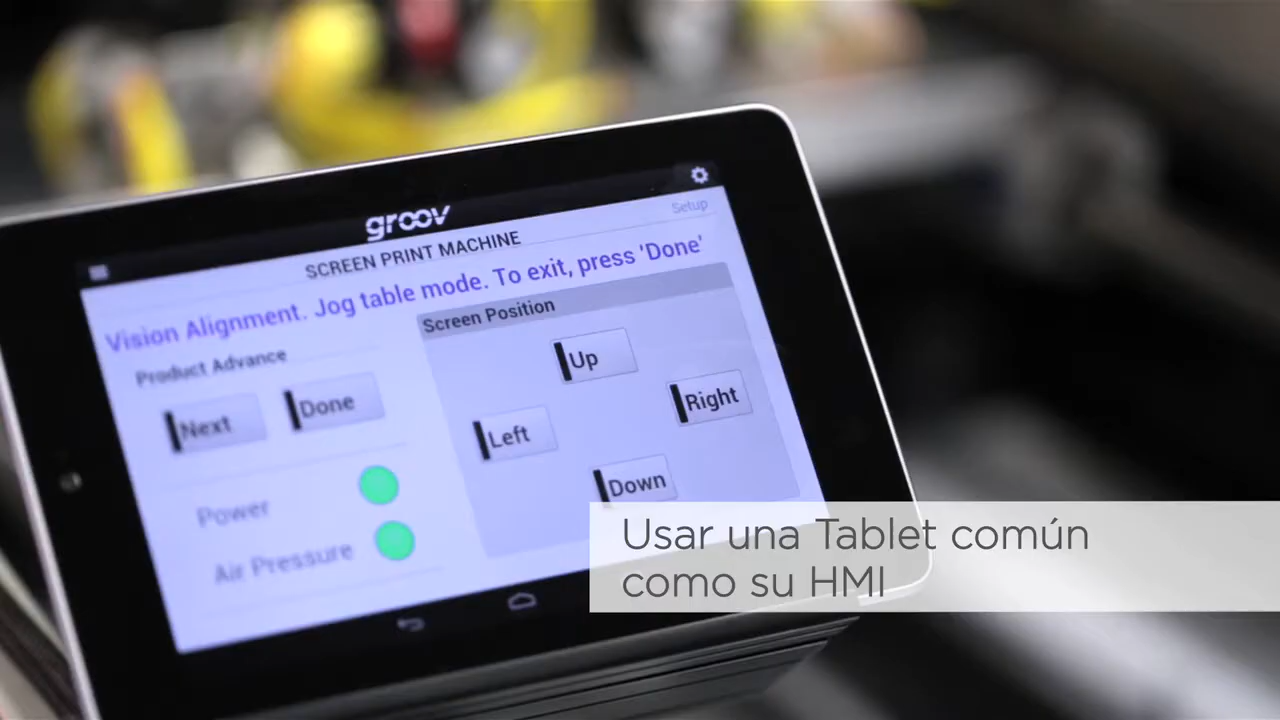 groov
Setup
SCREEN PRINT MACHINE
Vision Alignment. Jog table mode. To exit, press 'Done'
Product Advance
Next
Done
Power
Air Pressure
Screen Position
Up
Left
Right
Down
Usar una Tablet común
como su HMI